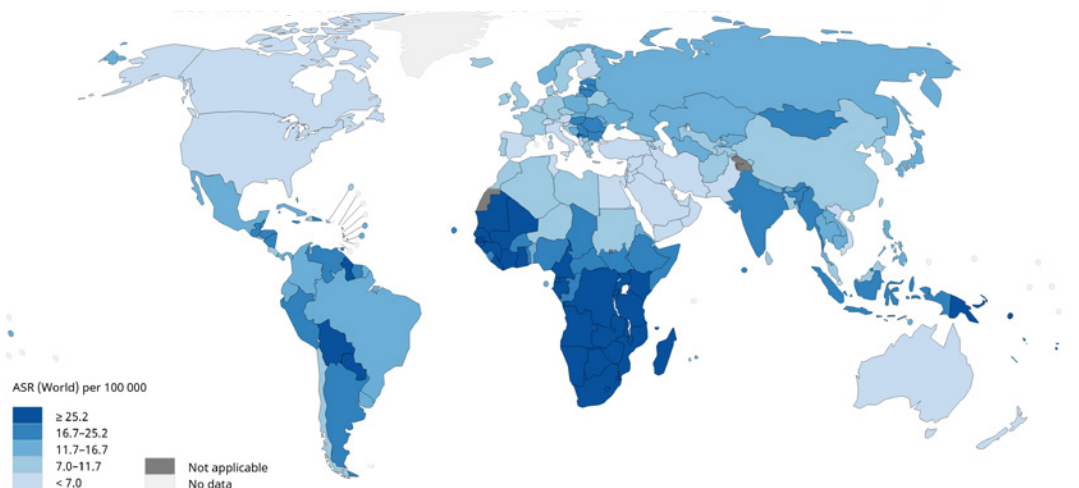 ASR (World) per 100 000
≥ 25.2
16.7–25.2
11.7–16.7
7.0–11.7
< 7.0
Not applicable
No data